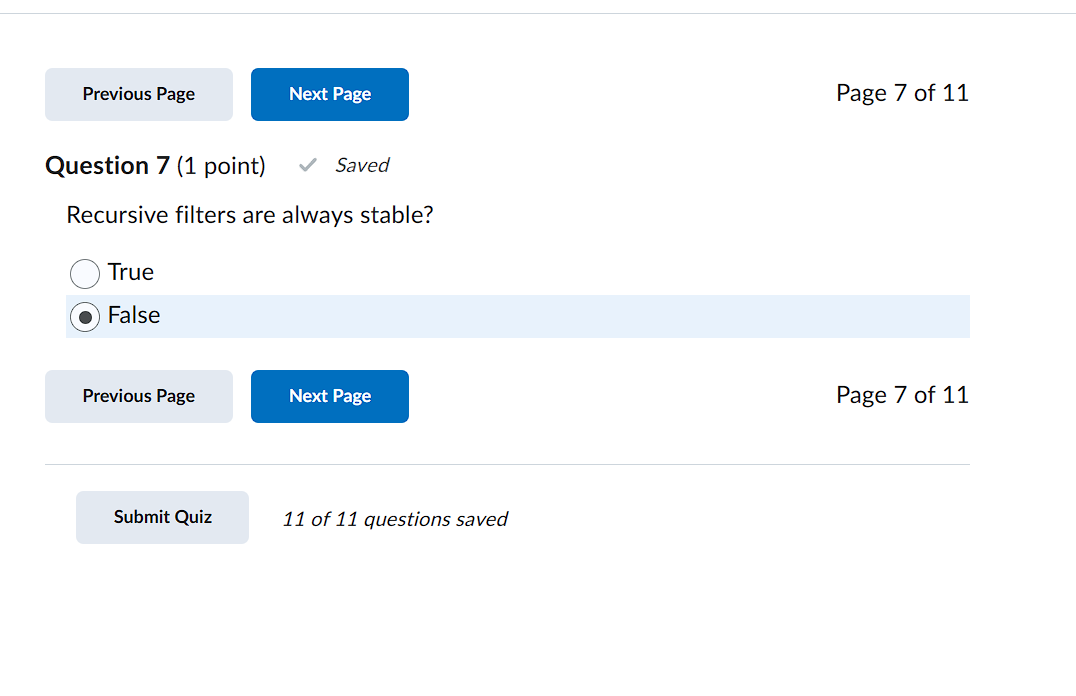 Previous Page Next Page Page 7 of 11
Question 7 (1 point) Saved
Recursive filters are always stable?
True
False
Previous Page Next Page Page 7 of 11
Submit Quiz 11 of 11 questions saved